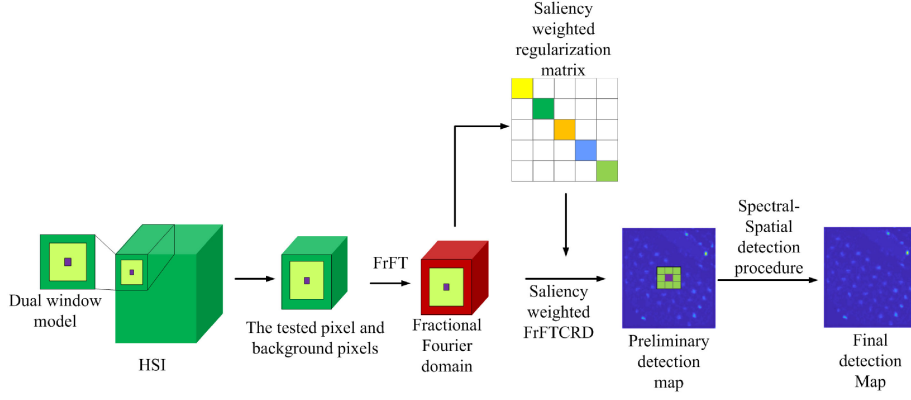 Saliency
weighted
regularization
matrix
Dual window
model
HSI
The tested pixel and
background pixels
FrFT
Fractional
Fourier
domain
Saliency
weighted
FrFTCRD
Preliminary
detection
map
Spectral-
Spatial
detection
procedure
Final
detection
Map